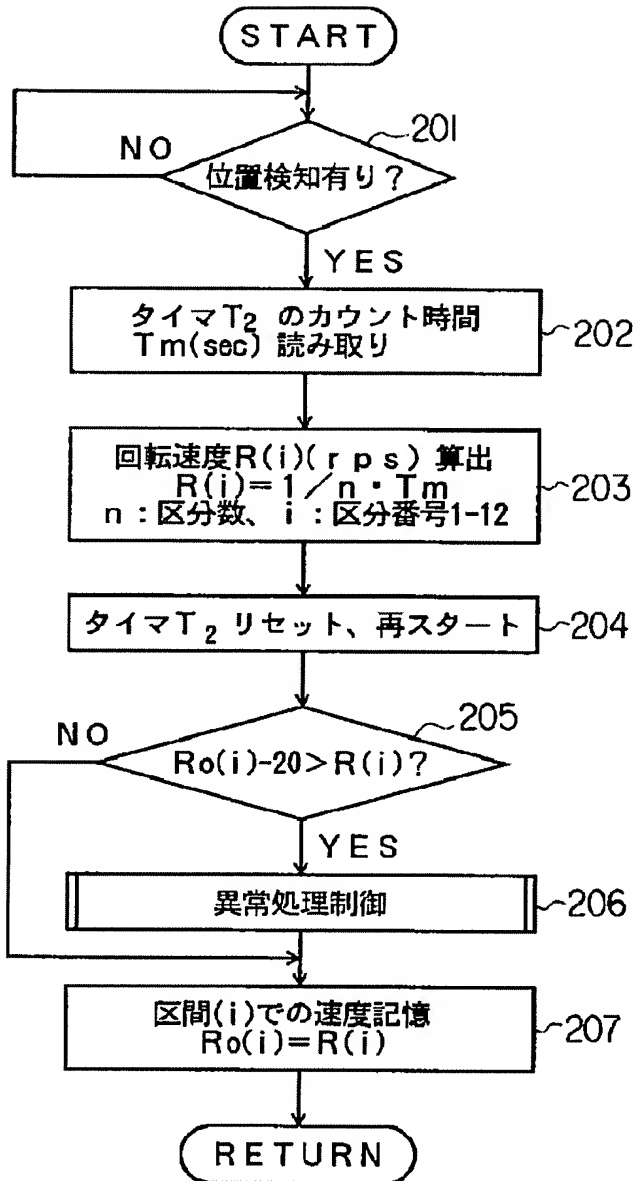 START
201
NO
位置検知有り？
YES
タイマT₂ のカウント時間
Tm(sec) 読み取り
202
回転速度R(i)(rps) 算出
R(i)＝1／n・Tm
n：区分数、i：区分番号1-12
203
タイマT₂ リセット、再スタート
204
205
NO
Ro(i)-20＞R(i)？
YES
異常処理制御
206
区間(i)での速度記憶
Ro(i)＝R(i)
207
RETURN